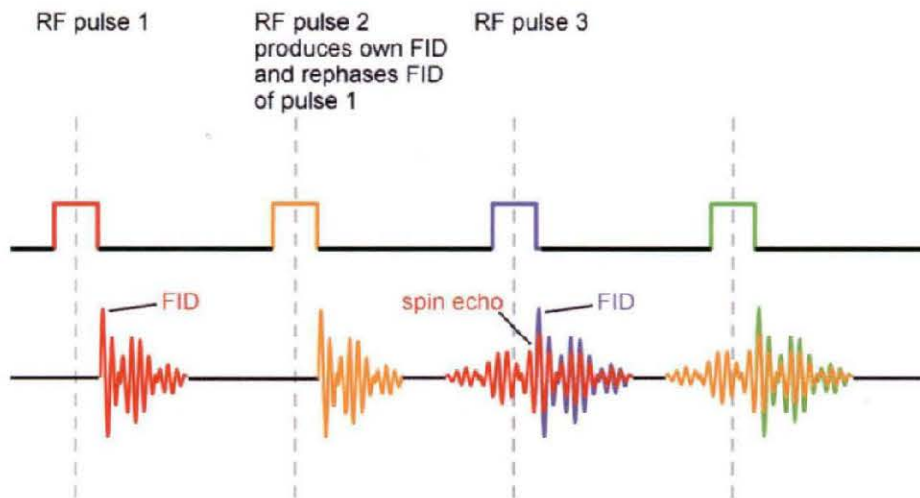 RF pulse 1
RF pulse 2
produces own FID
and rephases FID
of pulse 1
RF pulse 3
FID
spin echo
FID